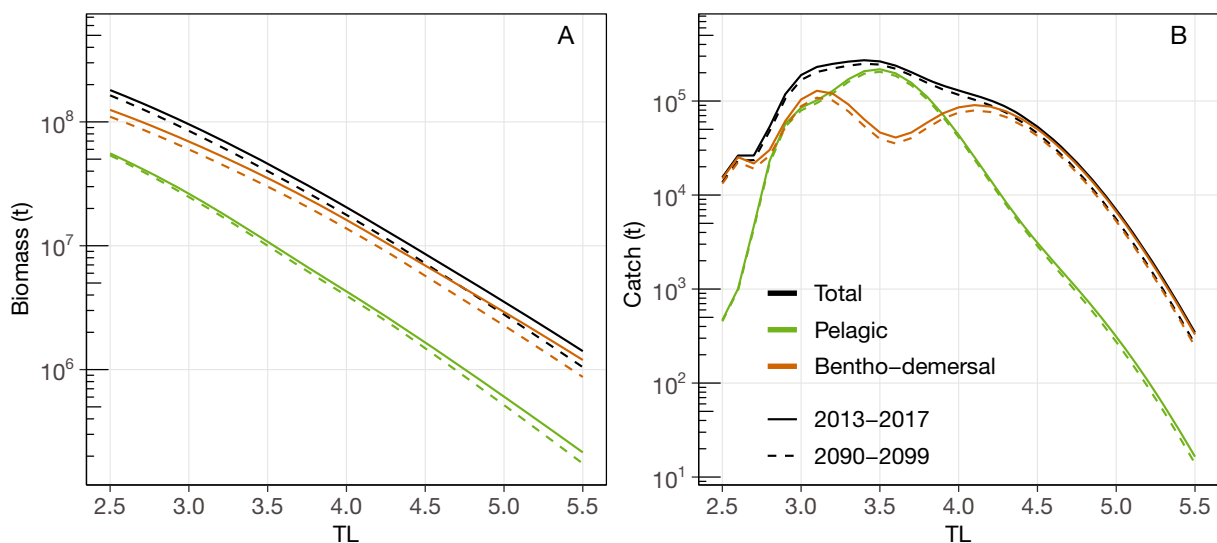 A
Biomass (t)
10^8
10^7
10^6
2.5 3.0 3.5 4.0 4.5 5.0 5.5
TL
B
Catch (t)
10^5
10^4
10^3
10^2
10^1
Total
Pelagic
Bentho−demersal
2013−2017
2090−2099
2.5 3.0 3.5 4.0 4.5 5.0 5.5
TL